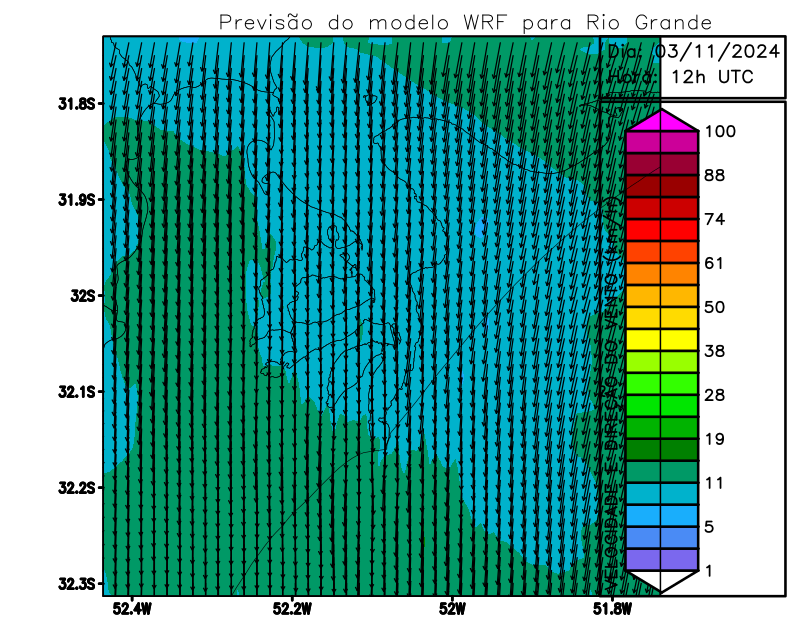 Previsão do modelo WRF para Rio Grande
Dia: 03/11/2024
Hora: 12h UTC
31.8S
31.9S
32S
32.1S
32.2S
32.3S
52.4W
52.2W
52W
51.8W
VELOCIDADE E DIREÇÃO DO VENTO (km/h)
100
88
74
61
50
38
28
19
11
5
1